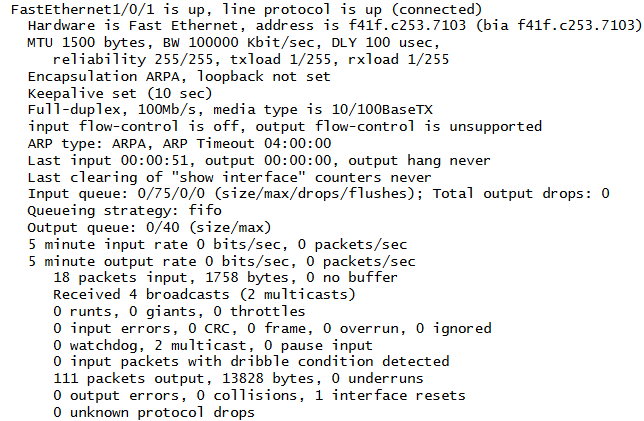 FastEthernet1/0/1 is up, line protocol is up (connected)
Hardware is Fast Ethernet, address is f41f.c253.7103 (bia f41f.c253.7103)
MTU 1500 bytes, BW 100000 Kbit/sec, DLY 100 usec,
reliability 255/255, txload 1/255, rxload 1/255
Encapsulation ARPA, loopback not set
Keepalive set (10 sec)
Full-duplex, 100Mb/s, media type is 10/100BaseTX
input flow-control is off, output flow-control is unsupported
ARP type: ARPA, ARP Timeout 04:00:00
Last input 00:00:51, output 00:00:00, output hang never
Last clearing of "show interface" counters never
Input queue: 0/75/0/0 (size/max/drops/flushes); Total output drops: 0
Queueing strategy: fifo
Output queue: 0/40 (size/max)
5 minute input rate 0 bits/sec, 0 packets/sec
5 minute output rate 0 bits/sec, 0 packets/sec
18 packets input, 1758 bytes, 0 no buffer
Received 4 broadcasts (2 multicasts)
0 runts, 0 giants, 0 throttles
0 input errors, 0 CRC, 0 frame, 0 overrun, 0 ignored
0 watchdog, 2 multicast, 0 pause input
0 input packets with dribble condition detected
111 packets output, 13828 bytes, 0 underruns
0 output errors, 0 collisions, 1 interface resets
0 unknown protocol drops